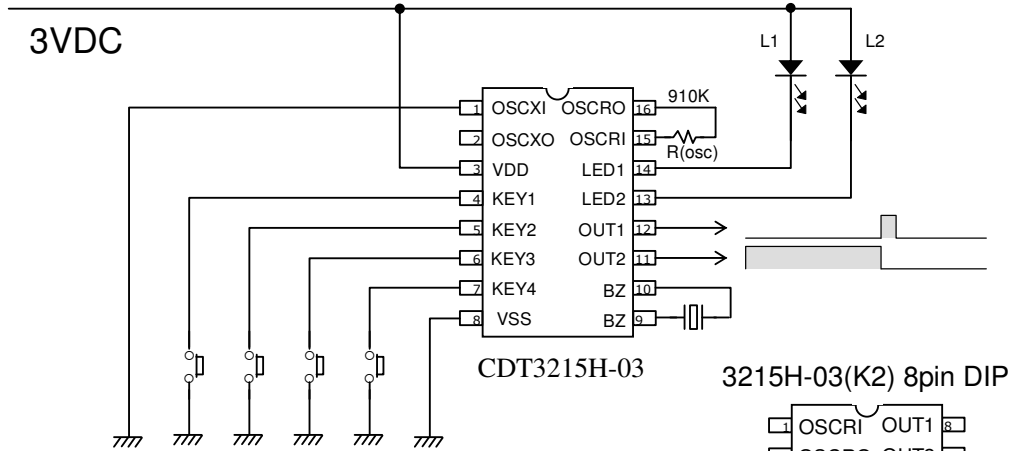 3VDC
L1
L2
910K
R(osc)
1 OSCXI OSCRO 16
2 OSCXO OSCRI 15
3 VDD LED1 14
4 KEY1 LED2 13
5 KEY2 OUT1 12
6 KEY3 OUT2 11
7 KEY4 BZ 10
8 VSS BZ 9
CDT3215H-03
3215H-03(K2) 8pin DIP
1 OSCRI OUT1 8